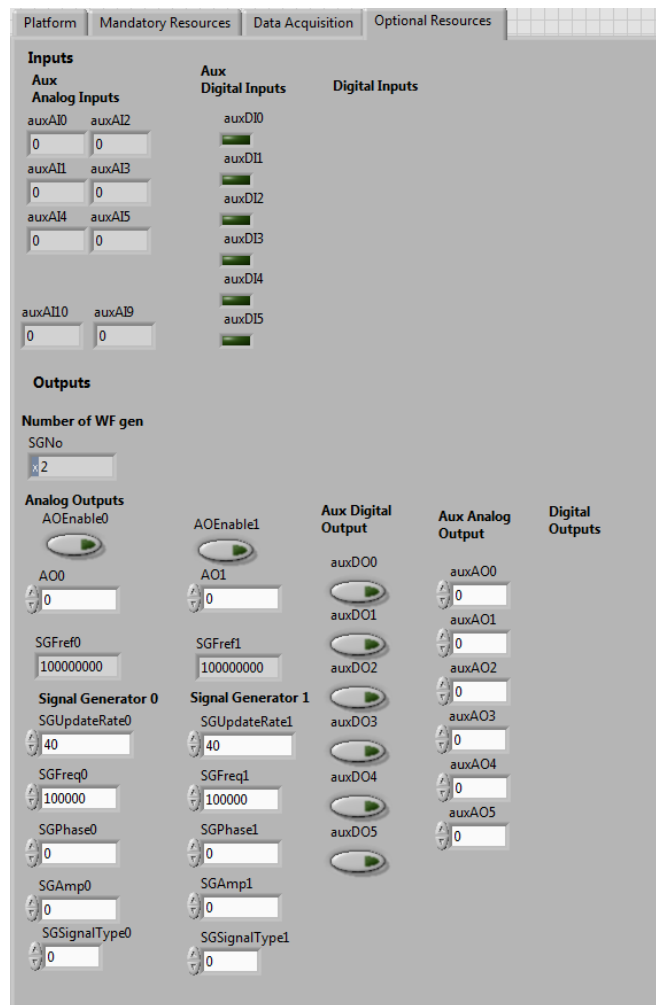 Platform
Mandatory Resources
Data Acquisition
Optional Resources
Inputs
Aux
Analog Inputs
auxAI0 auxAI2
0 0
auxAI1 auxAI3
0 0
auxAI4 auxAI5
0 0
auxAI10 auxAI9
0 0
Aux
Digital Inputs
auxDI0
auxDI1
auxDI2
auxDI3
auxDI4
auxDI5
Digital Inputs
Outputs
Number of WF gen
SGNo
x 2
Analog Outputs
AOEnable0
AO0
0
SGFref0
100000000
Signal Generator 0
SGUpdateRate0
40
SGFreq0
100000
SGPhase0
0
SGAmp0
0
SGSignalType0
0
AOEnable1
AO1
0
SGFref1
100000000
Signal Generator 1
SGUpdateRate1
40
SGFreq1
100000
SGPhase1
0
SGAmp1
0
SGSignalType1
0
Aux Digital
Output
auxDO0
auxDO1
auxDO2
auxDO3
auxDO4
auxDO5
Aux Analog
Output
auxAO0
0
auxAO1
0
auxAO2
0
auxAO3
0
auxAO4
0
auxAO5
0
Digital
Outputs